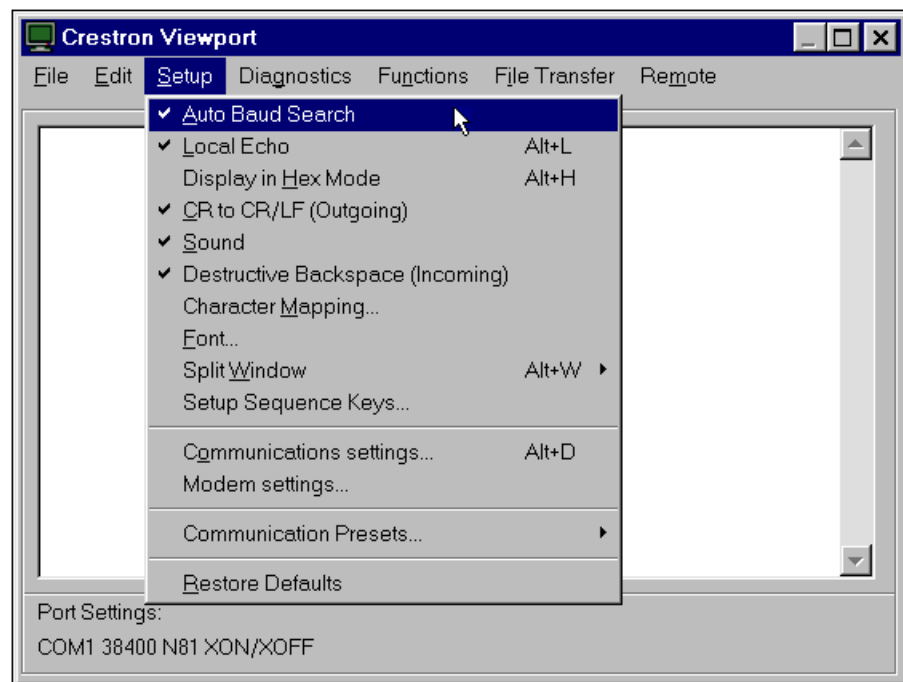 Crestron Viewport
File Edit Setup Diagnostics Functions File Transfer Remote
Auto Baud Search
Local Echo Alt+L
Display in Hex Mode Alt+H
CR to CR/LF (Outgoing)
Sound
Destructive Backspace (Incoming)
Character Mapping...
Font...
Split Window Alt+W
Setup Sequence Keys...
Communications settings... Alt+D
Modem settings...
Communication Presets...
Restore Defaults
Port Settings:
COM1 38400 N81 XON/XOFF